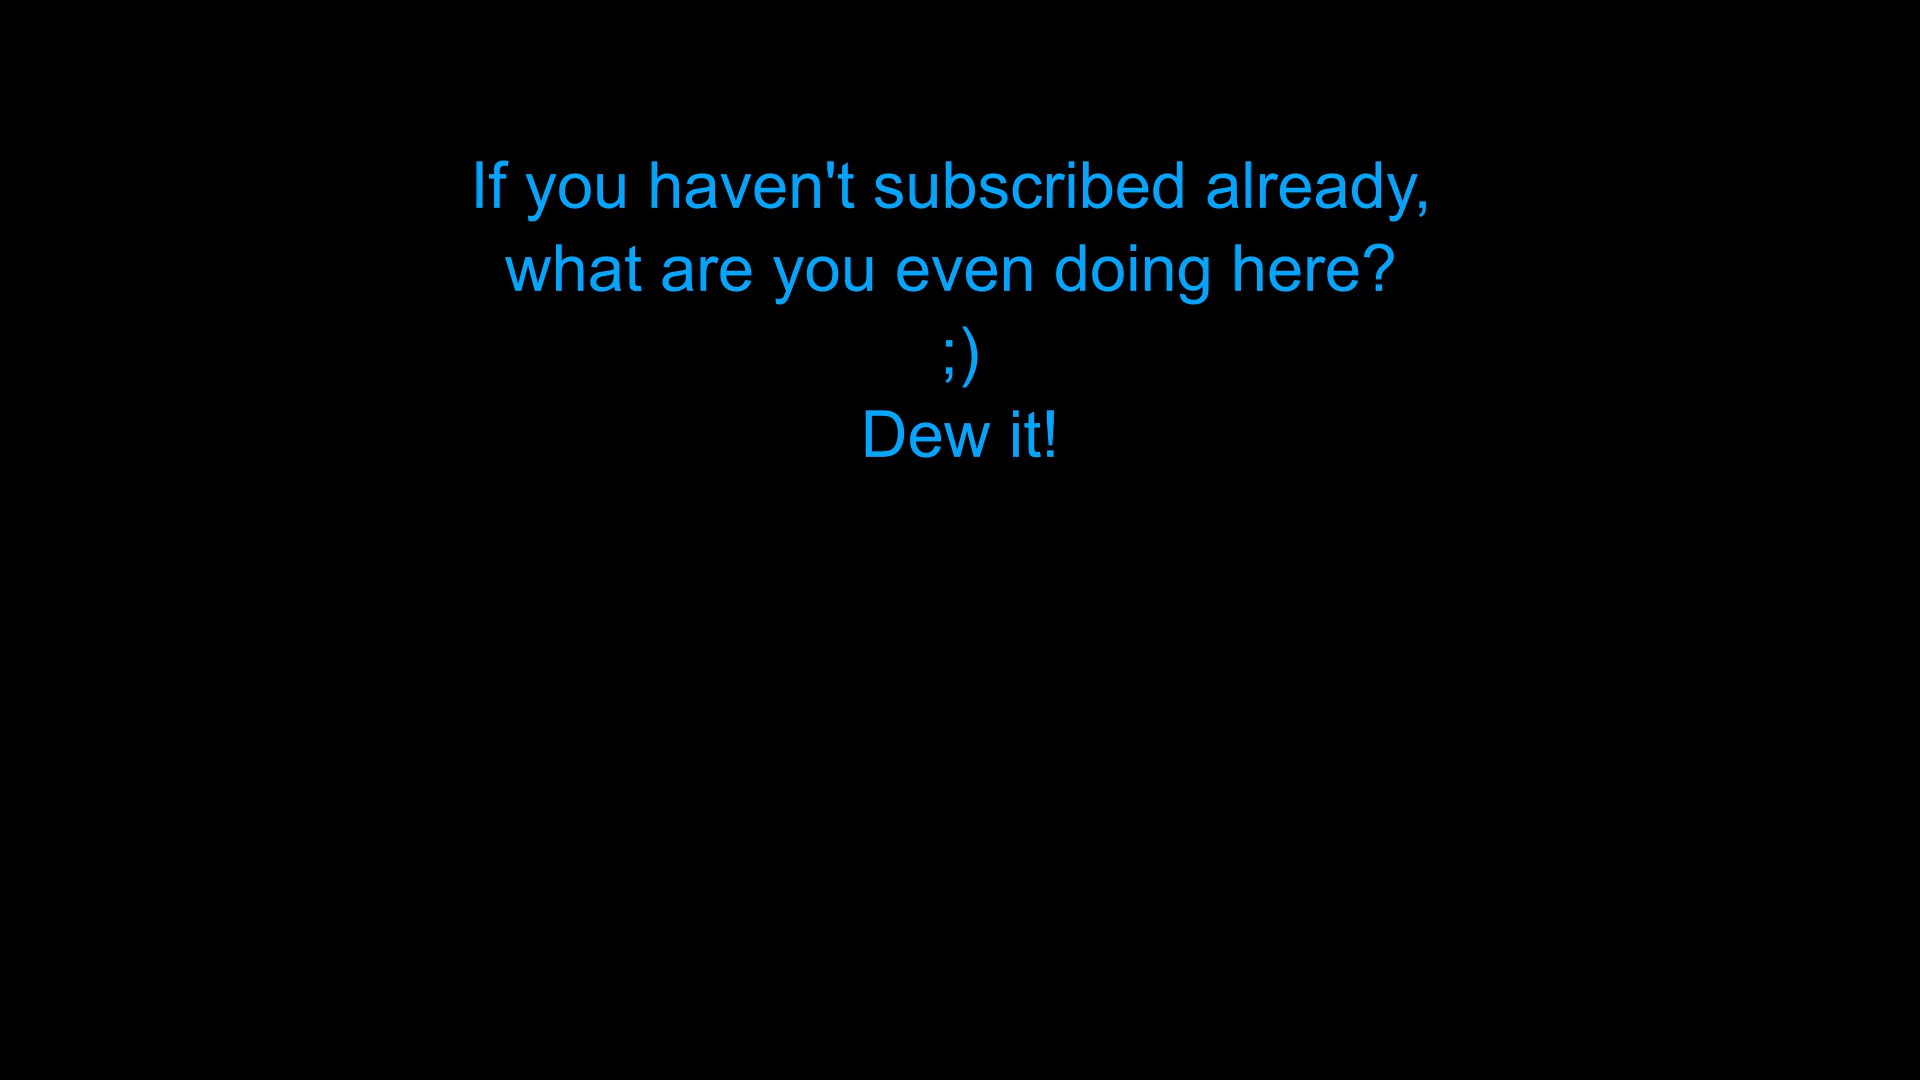 If you haven't subscribed already,
what are you even doing here?
;)
Dew it!